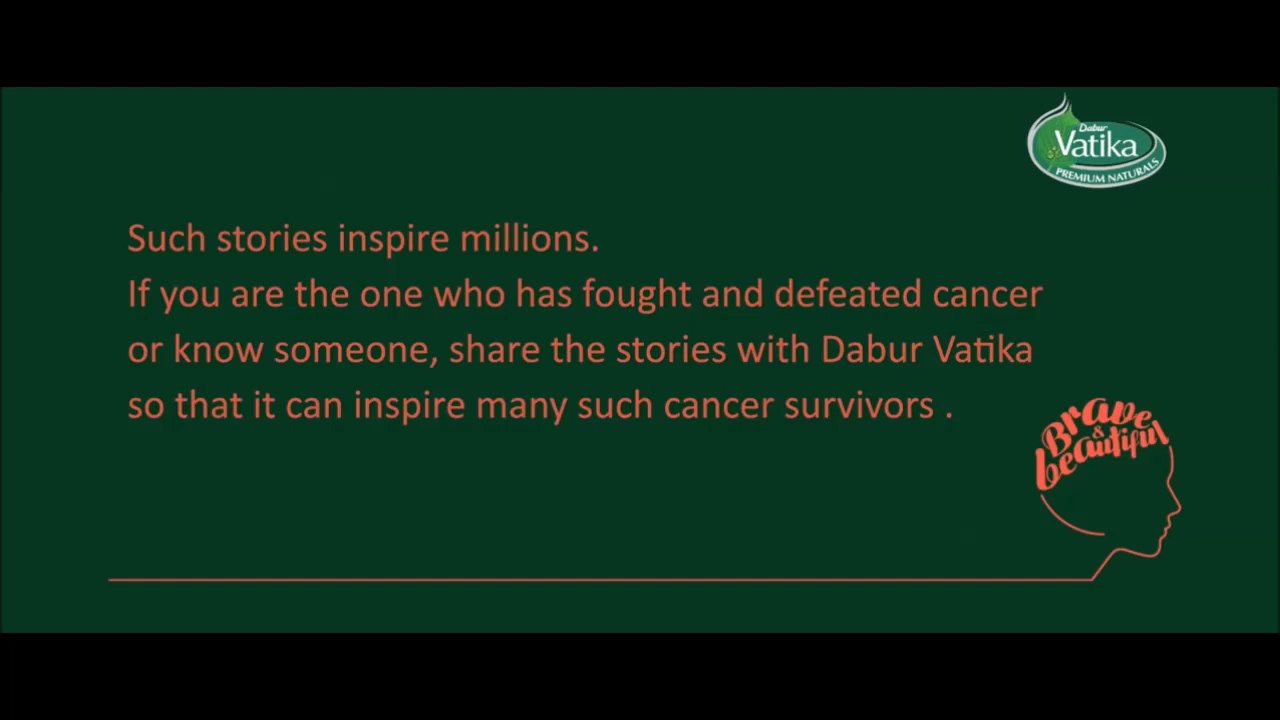 Dabur
Vatika
PREMIUM NATURALS
Such stories inspire millions.
If you are the one who has fought and defeated cancer
or know someone, share the stories with Dabur Vatika
so that it can inspire many such cancer survivors .
Brave
&
beautiful